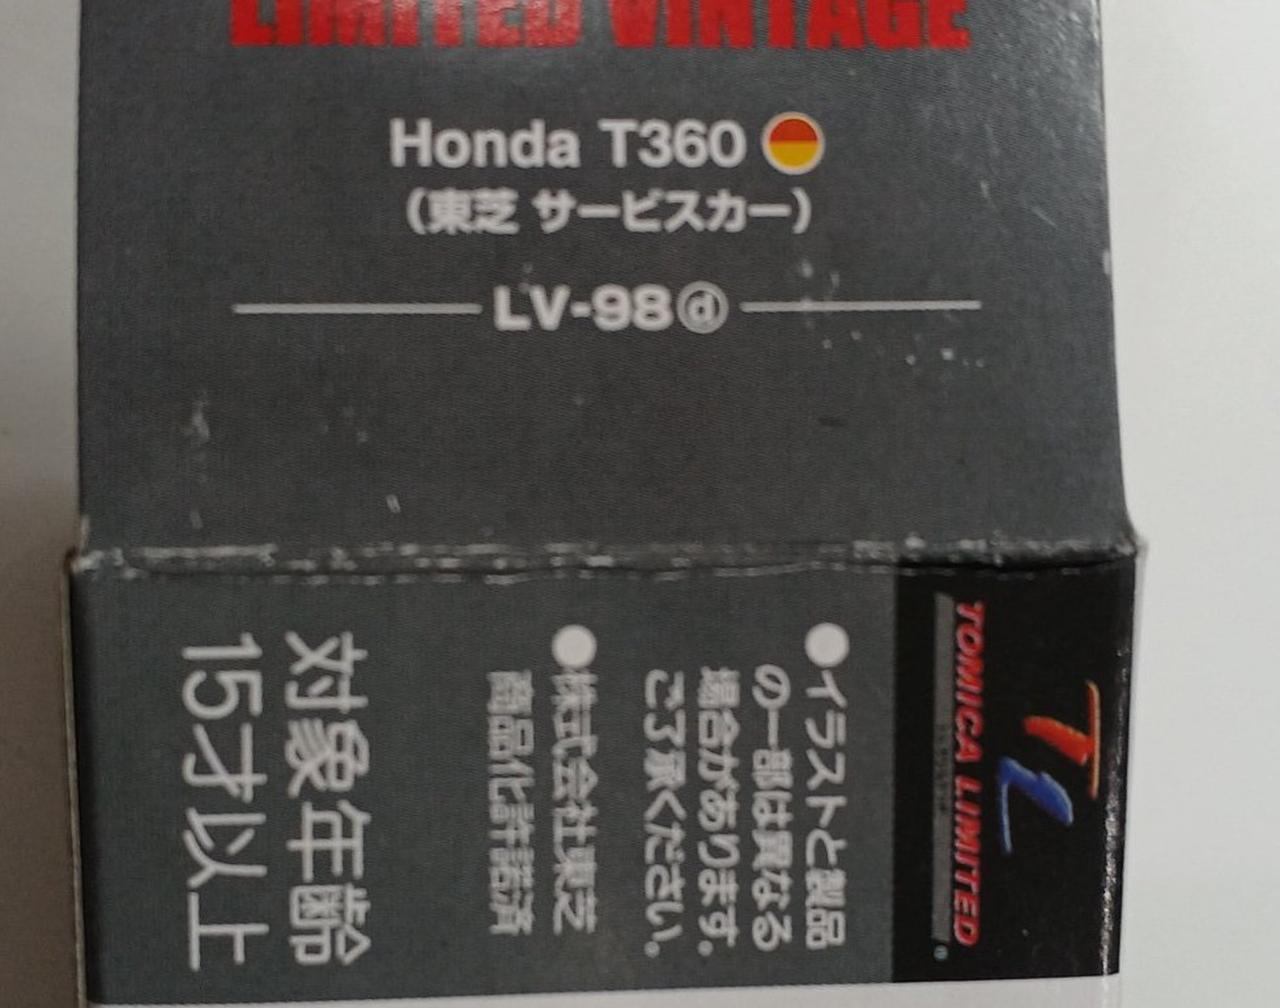 LIMITED VINTAGE
Honda T360
（東芝 サービスカー）
LV-98ⓓ
TL
TOMICA LIMITED
●イラストと製品
の一部は異なる
場合があります。
ご了承ください。
●株式会社東芝
商品化許諾済
対象年齢
15才以上